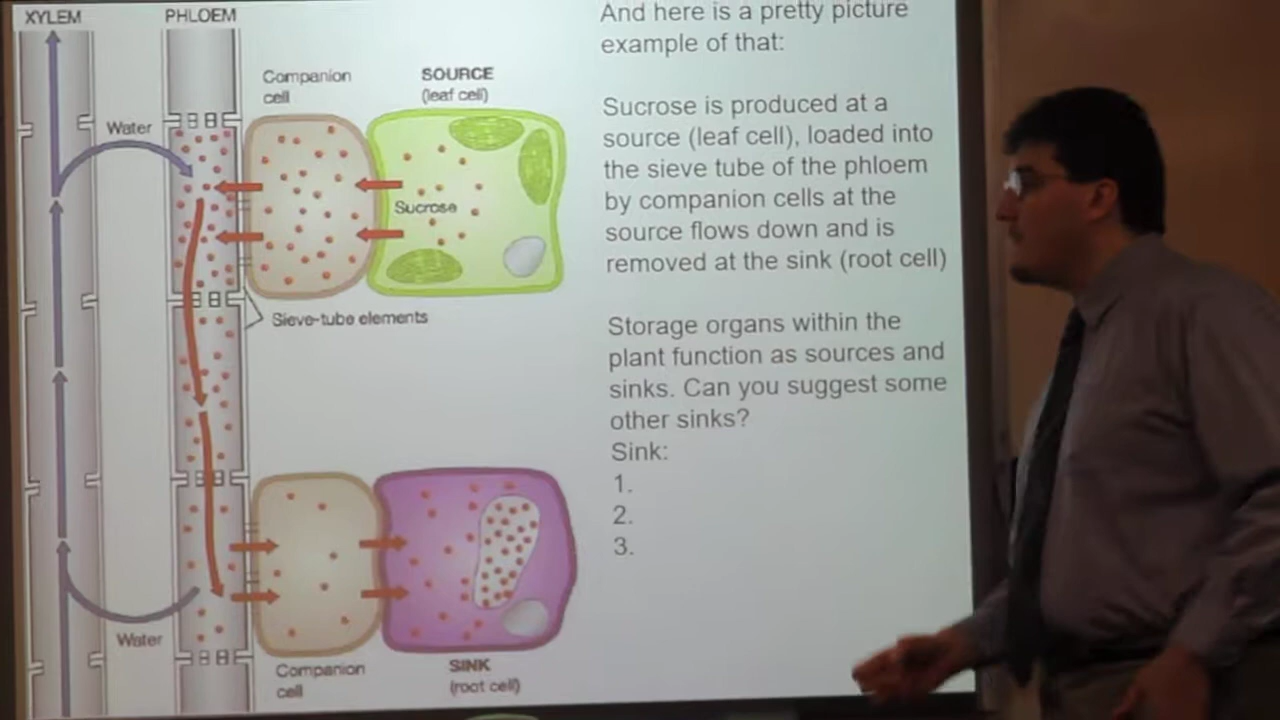 XYLEM
PHLOEM
Companion
cell
SOURCE
(leaf cell)
Water
Sucrose
Sieve-tube elements
Water
Companion
cell
SINK
(root cell)
And here is a pretty picture
example of that:
Sucrose is produced at a
source (leaf cell), loaded into
the sieve tube of the phloem
by companion cells at the
source flows down and is
removed at the sink (root cell)
Storage organs within the
plant function as sources and
sinks. Can you suggest some
other sinks?
Sink:
1.
2.
3.